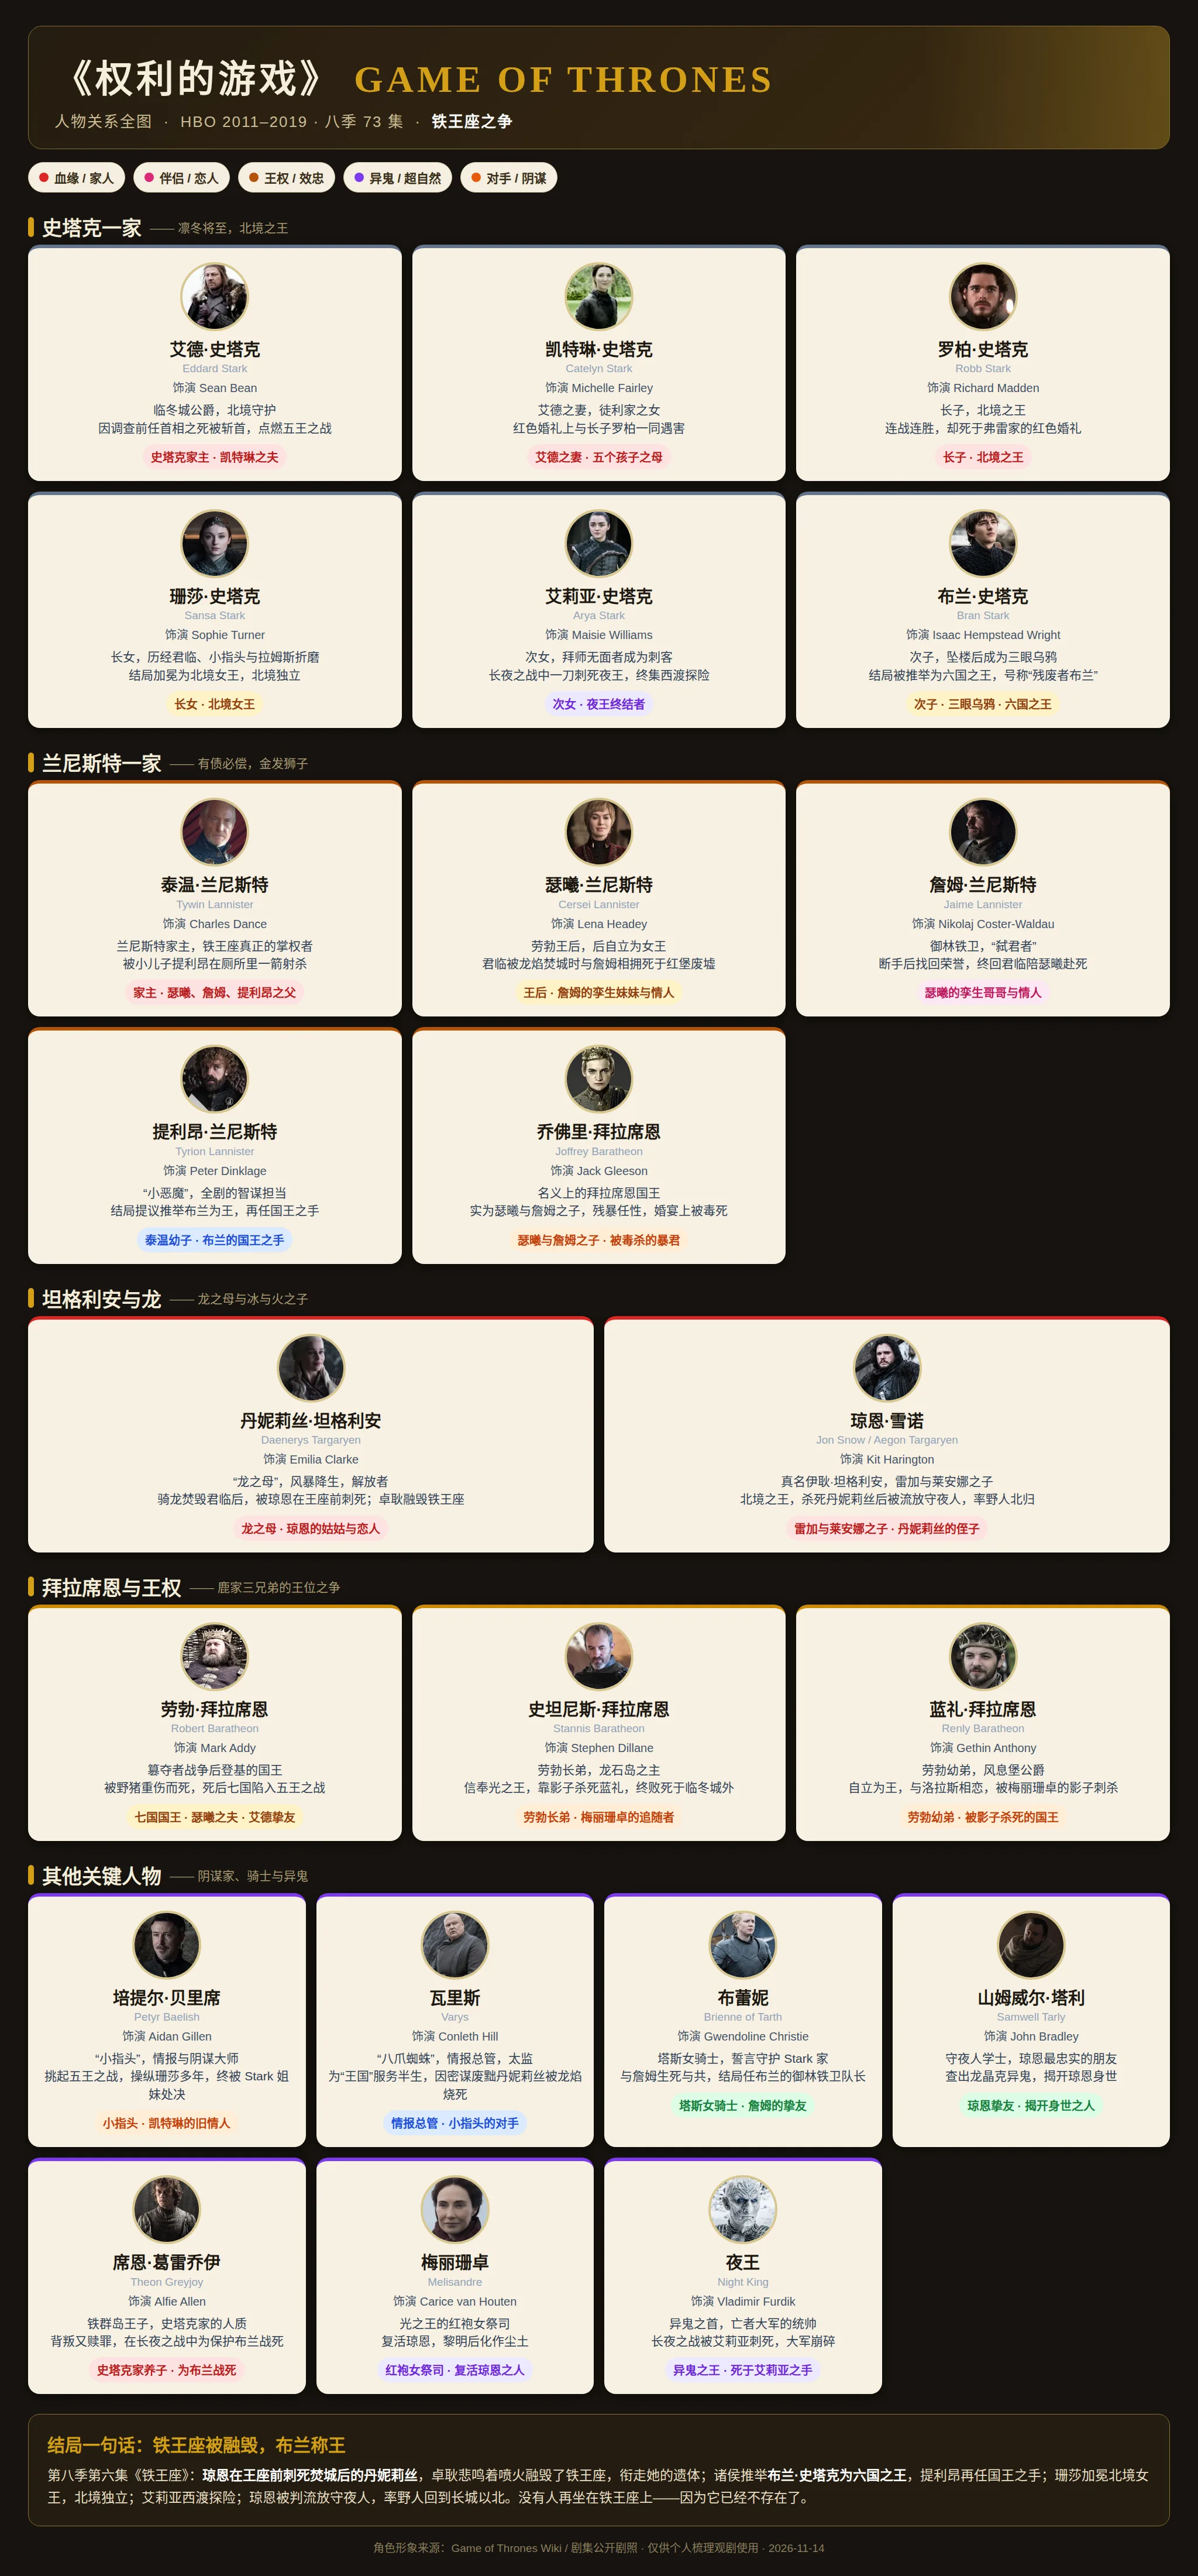 《权利的游戏》 GAME OF THRONES
人物关系全图 · HBO 2011–2019 · 八季 73 集 · 铁王座之争
血缘 / 家人
伴侣 / 恋人
王权 / 效忠
异鬼 / 超自然
对手 / 阴谋
史塔克一家 —— 凛冬将至，北境之王
艾德·史塔克
Eddard Stark
饰演 Sean Bean
临冬城公爵，北境守护
因调查前任首相之死被斩首，点燃五王之战
史塔克家主 · 凯特琳之夫
凯特琳·史塔克
Catelyn Stark
饰演 Michelle Fairley
艾德之妻，徒利家之女
红色婚礼上与长子罗柏一同遇害
艾德之妻 · 五个孩子之母
罗柏·史塔克
Robb Stark
饰演 Richard Madden
长子，北境之王
连战连胜，却死于弗雷家的红色婚礼
长子 · 北境之王
珊莎·史塔克
Sansa Stark
饰演 Sophie Turner
长女，历经君临、小指头与拉姆斯折磨
结局加冕为北境女王，北境独立
长女 · 北境女王
艾莉亚·史塔克
Arya Stark
饰演 Maisie Williams
次女，拜师无面者成为刺客
长夜之战中一刀刺死夜王，终集西渡探险
次女 · 夜王终结者
布兰·史塔克
Bran Stark
饰演 Isaac Hempstead Wright
次子，坠楼后成为三眼乌鸦
结局被推举为六国之王，号称“残废者布兰”
次子 · 三眼乌鸦 · 六国之王
兰尼斯特一家 —— 有债必偿，金发狮子
泰温·兰尼斯特
Tywin Lannister
饰演 Charles Dance
兰尼斯特家主，铁王座真正的掌权者
被小儿子提利昂在厕所里一箭射杀
家主 · 瑟曦、詹姆、提利昂之父
瑟曦·兰尼斯特
Cersei Lannister
饰演 Lena Headey
劳勃王后，后自立为女王
君临被龙焰焚城时与詹姆相拥死于红堡废墟
王后 · 詹姆的孪生妹妹与情人
詹姆·兰尼斯特
Jaime Lannister
饰演 Nikolaj Coster-Waldau
御林铁卫，“弑君者”
断手后找回荣誉，终回君临陪瑟曦赴死
瑟曦的孪生哥哥与情人
提利昂·兰尼斯特
Tyrion Lannister
饰演 Peter Dinklage
“小恶魔”，全剧的智谋担当
结局提议推举布兰为王，再任国王之手
泰温幼子 · 布兰的国王之手
乔佛里·拜拉席恩
Joffrey Baratheon
饰演 Jack Gleeson
名义上的拜拉席恩国王
实为瑟曦与詹姆之子，残暴任性，婚宴上被毒死
瑟曦与詹姆之子 · 被毒杀的暴君
坦格利安与龙 —— 龙之母与冰与火之子
丹妮莉丝·坦格利安
Daenerys Targaryen
饰演 Emilia Clarke
“龙之母”，风暴降生，解放者
骑龙焚毁君临后，被琼恩在王座前刺死；卓耿融毁铁王座
龙之母 · 琼恩的姑姑与恋人
琼恩·雪诺
Jon Snow / Aegon Targaryen
饰演 Kit Harington
真名伊耿·坦格利安，雷加与莱安娜之子
北境之王，杀死丹妮莉丝后被流放守夜人，率野人北归
雷加与莱安娜之子 · 丹妮莉丝的侄子
拜拉席恩与王权 —— 鹿家三兄弟的王位之争
劳勃·拜拉席恩
Robert Baratheon
饰演 Mark Addy
篡夺者战争后登基的国王
被野猪重伤而死，死后七国陷入五王之战
七国国王 · 瑟曦之夫 · 艾德挚友
史坦尼斯·拜拉席恩
Stannis Baratheon
饰演 Stephen Dillane
劳勃长弟，龙石岛之主
信奉光之王，靠影子杀死蓝礼，终败死于临冬城外
劳勃长弟 · 梅丽珊卓的追随者
蓝礼·拜拉席恩
Renly Baratheon
饰演 Gethin Anthony
劳勃幼弟，风息堡公爵
自立为王，与洛拉斯相恋，被梅丽珊卓的影子刺杀
劳勃幼弟 · 被影子杀死的国王
其他关键人物 —— 阴谋家、骑士与异鬼
培提尔·贝里席
Petyr Baelish
饰演 Aidan Gillen
“小指头”，情报与阴谋大师
挑起五王之战，操纵珊莎多年，终被 Stark 姐
妹处决
小指头 · 凯特琳的旧情人
瓦里斯
Varys
饰演 Conleth Hill
“八爪蜘蛛”，情报总管，太监
为“王国”服务半生，因密谋废黜丹妮莉丝被龙焰
烧死
情报总管 · 小指头的对手
布蕾妮
Brienne of Tarth
饰演 Gwendoline Christie
塔斯女骑士，誓言守护 Stark 家
与詹姆生死与共，结局任布兰的御林铁卫队长
塔斯女骑士 · 詹姆的挚友
山姆威尔·塔利
Samwell Tarly
饰演 John Bradley
守夜人学士，琼恩最忠实的朋友
查出龙晶克异鬼，揭开琼恩身世
琼恩挚友 · 揭开身世之人
席恩·葛雷乔伊
Theon Greyjoy
饰演 Alfie Allen
铁群岛王子，史塔克家的人质
背叛又赎罪，在长夜之战中为保护布兰战死
史塔克家养子 · 为布兰战死
梅丽珊卓
Melisandre
饰演 Carice van Houten
光之王的红袍女祭司
复活琼恩，黎明后化作尘土
红袍女祭司 · 复活琼恩之人
夜王
Night King
饰演 Vladimir Furdik
异鬼之首，亡者大军的统帅
长夜之战被艾莉亚刺死，大军崩碎
异鬼之王 · 死于艾莉亚之手
结局一句话：铁王座被融毁，布兰称王
第八季第六集《铁王座》：琼恩在王座前刺死焚城后的丹妮莉丝，卓耿悲鸣着喷火融毁了铁王座，衔走她的遗体；诸侯推举布兰·史塔克为六国之王，提利昂再任国王之手；珊莎加冕北境女
王，北境独立；艾莉亚西渡探险；琼恩被判流放守夜人，率野人回到长城以北。没有人再坐在铁王座上——因为它已经不存在了。
角色形象来源：Game of Thrones Wiki / 剧集公开剧照 · 仅供个人梳理观剧使用 · 2026-11-14